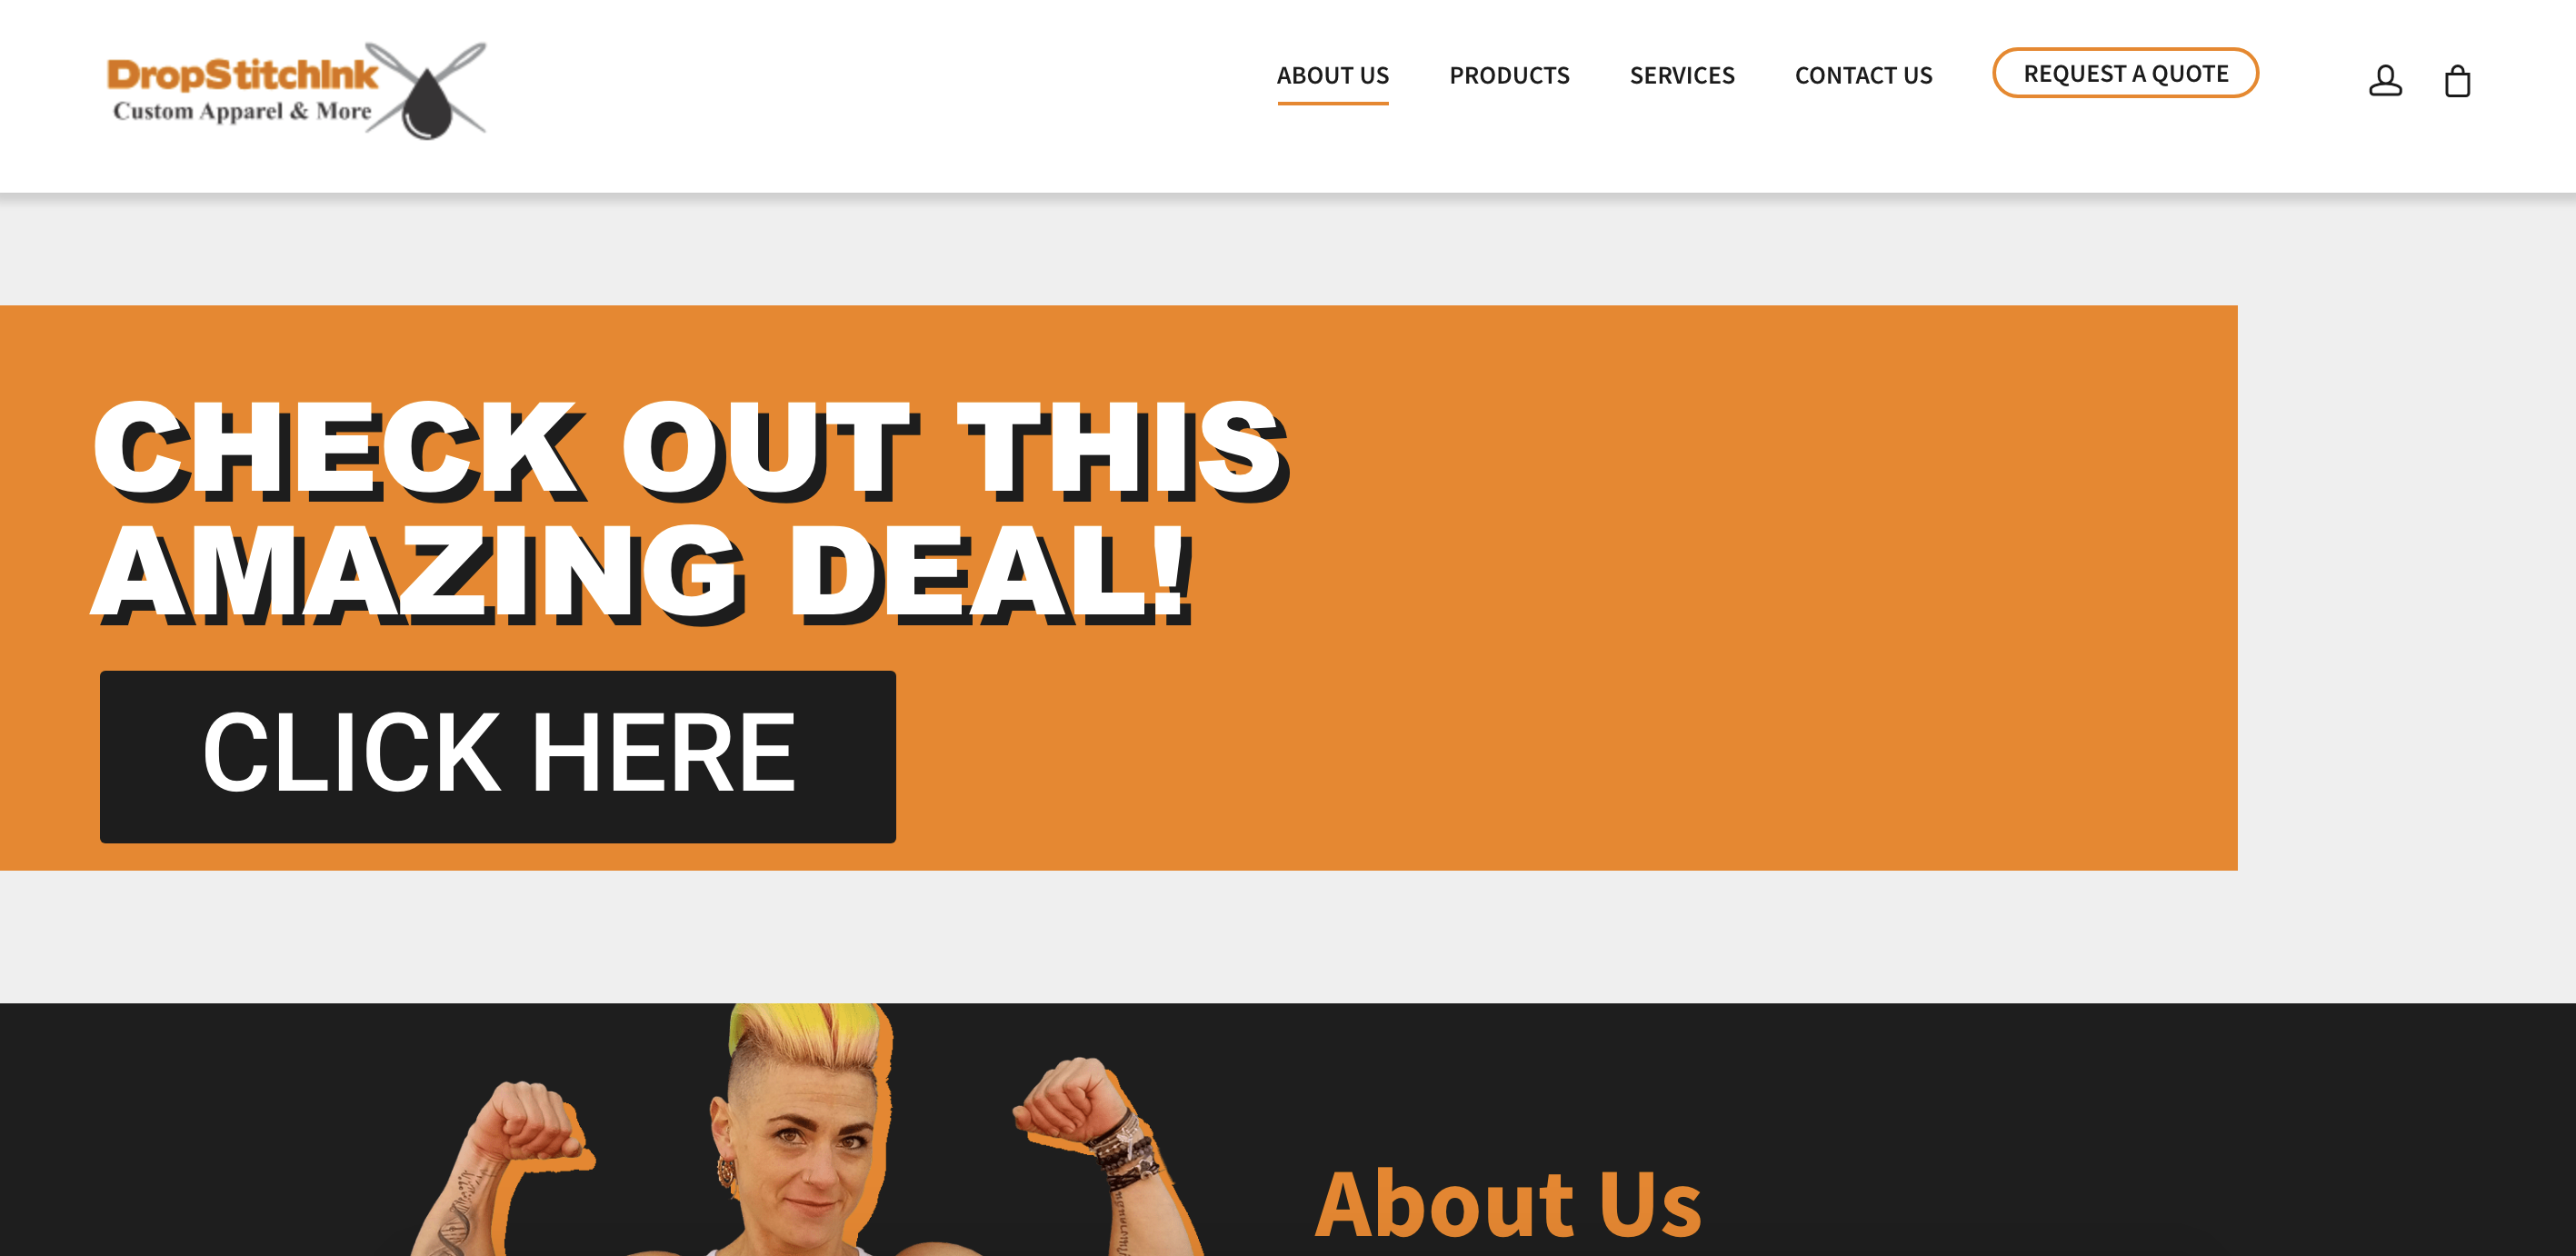 DropStitchInk
Custom Apparel & More
ABOUT US
PRODUCTS
SERVICES
CONTACT US
REQUEST A QUOTE
CHECK OUT THIS
AMAZING DEAL!
CLICK HERE
About Us